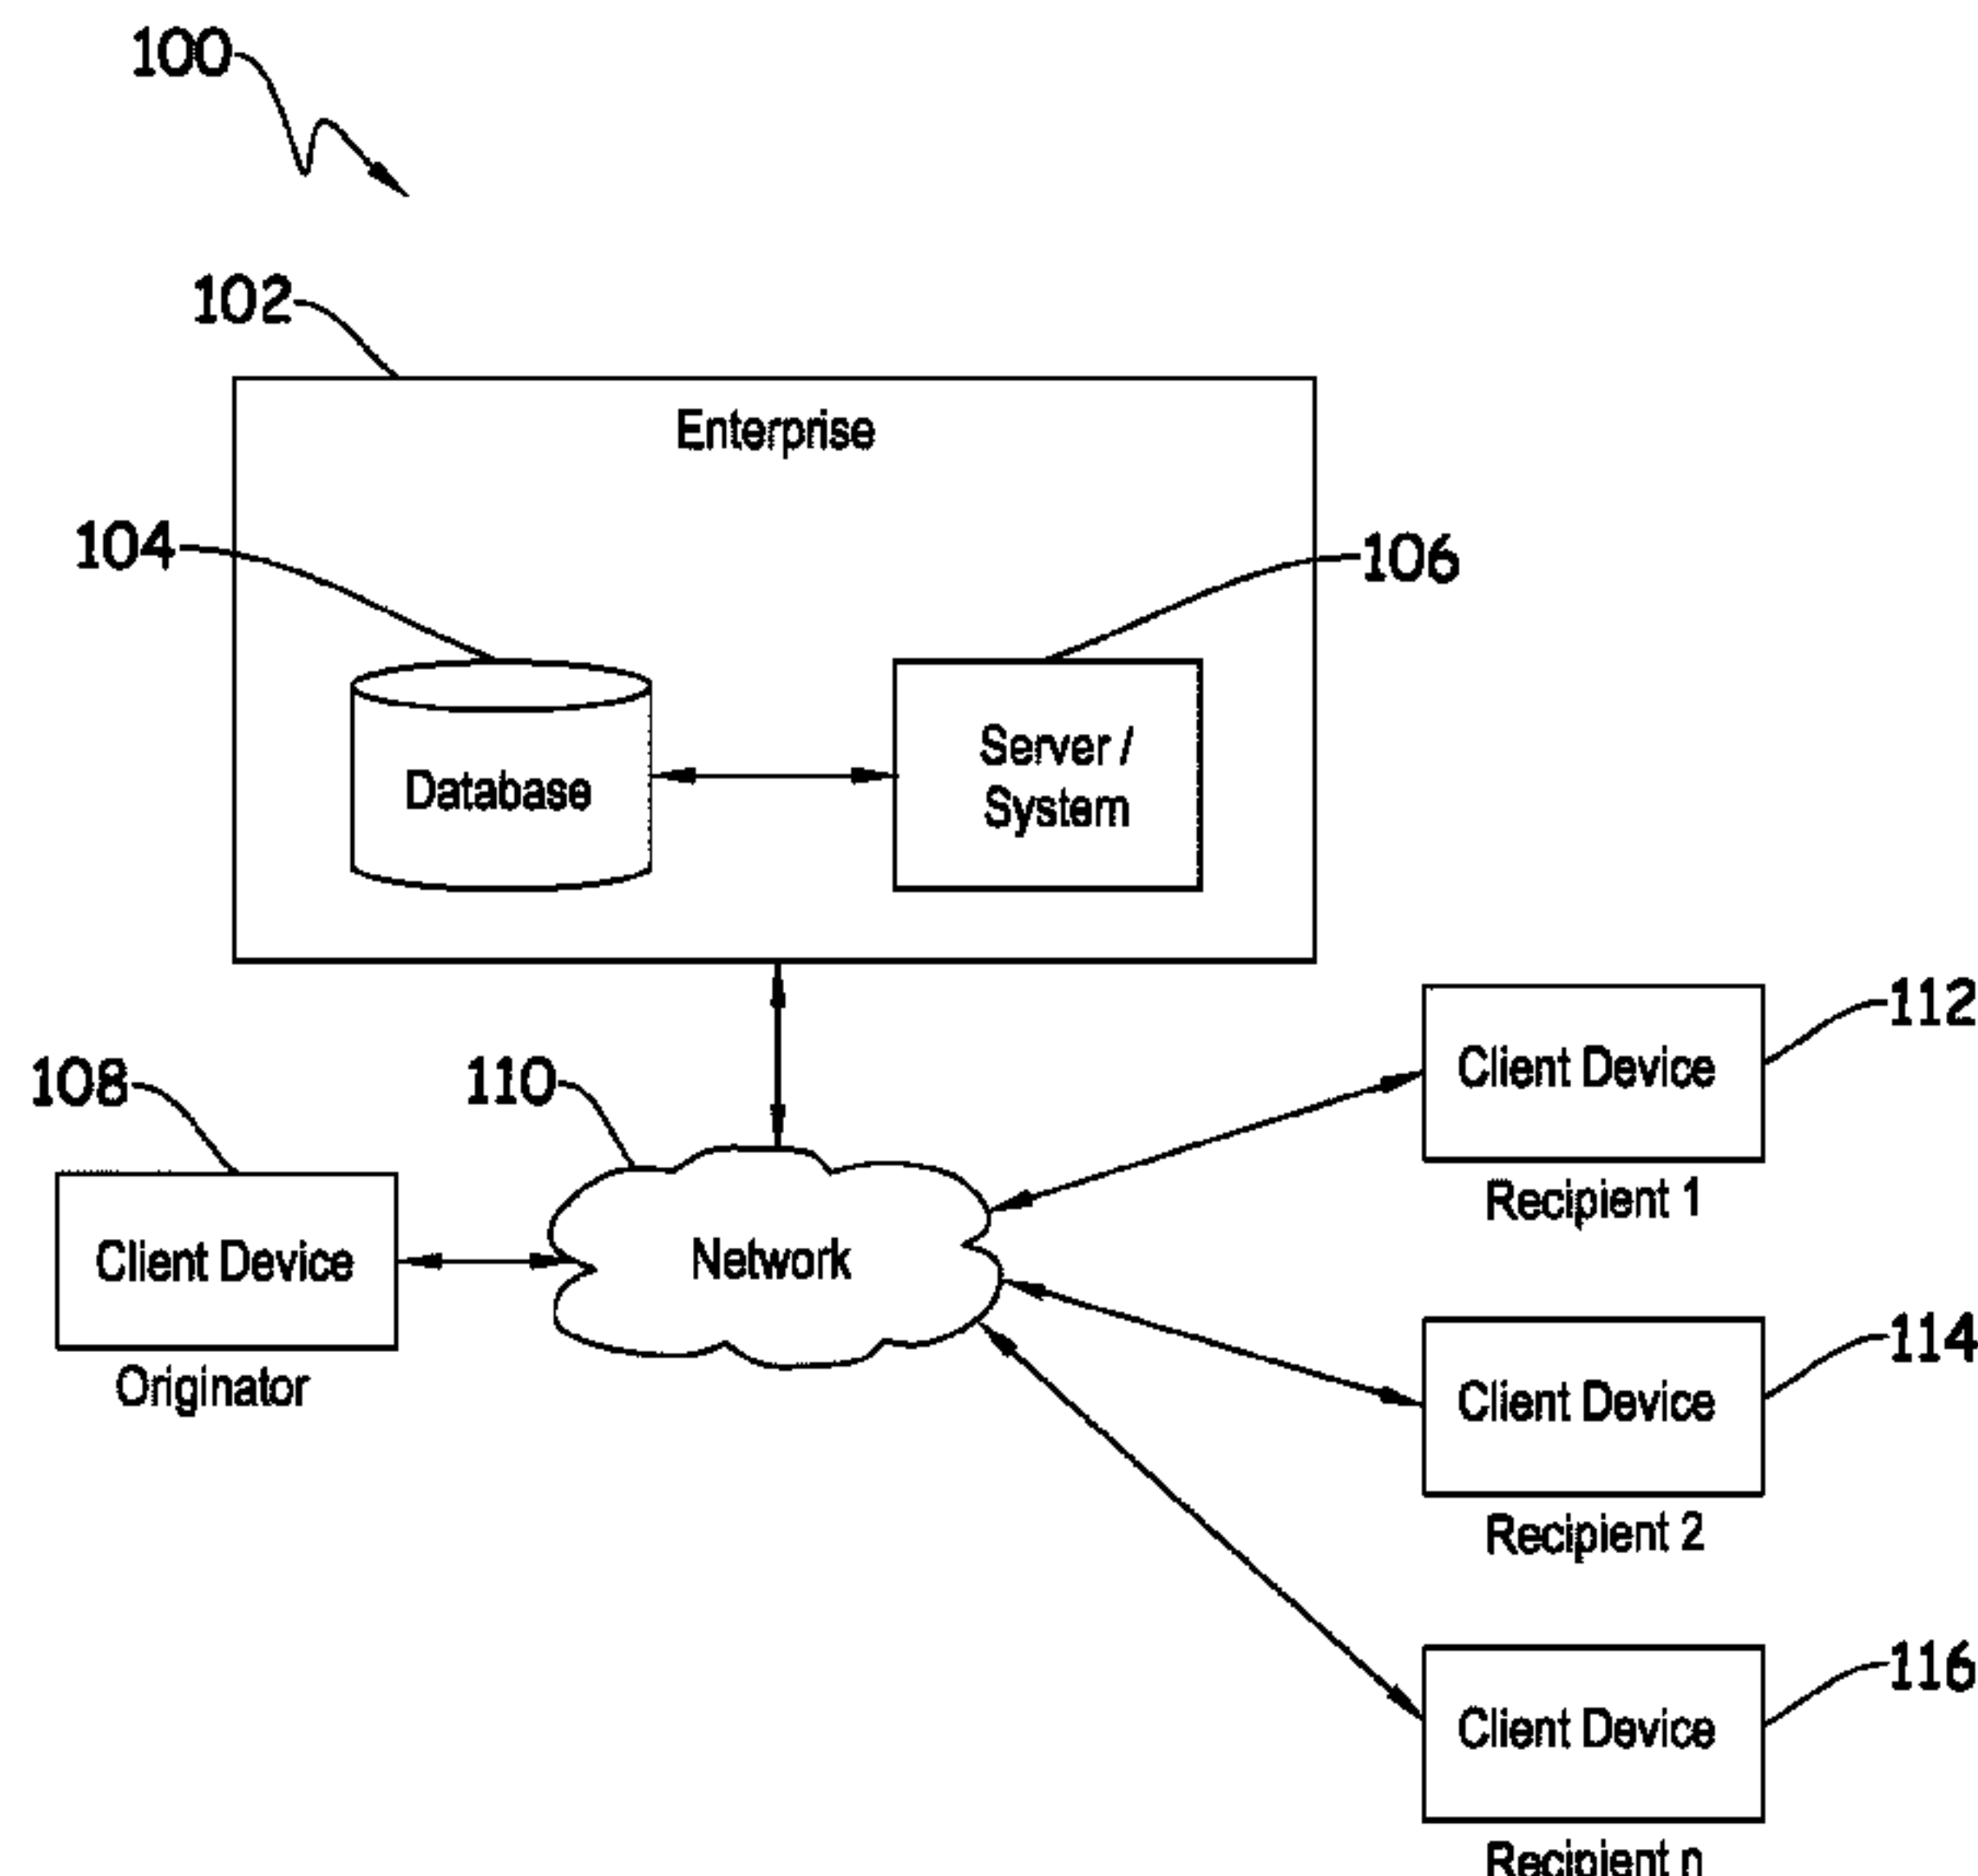 100
102
Enterprise
104
106
Database
Server /
System
112
Client Device
Recipient 1
108
110
Client Device
Originator
Network
114
Client Device
Recipient 2
116
Client Device
Recipient n